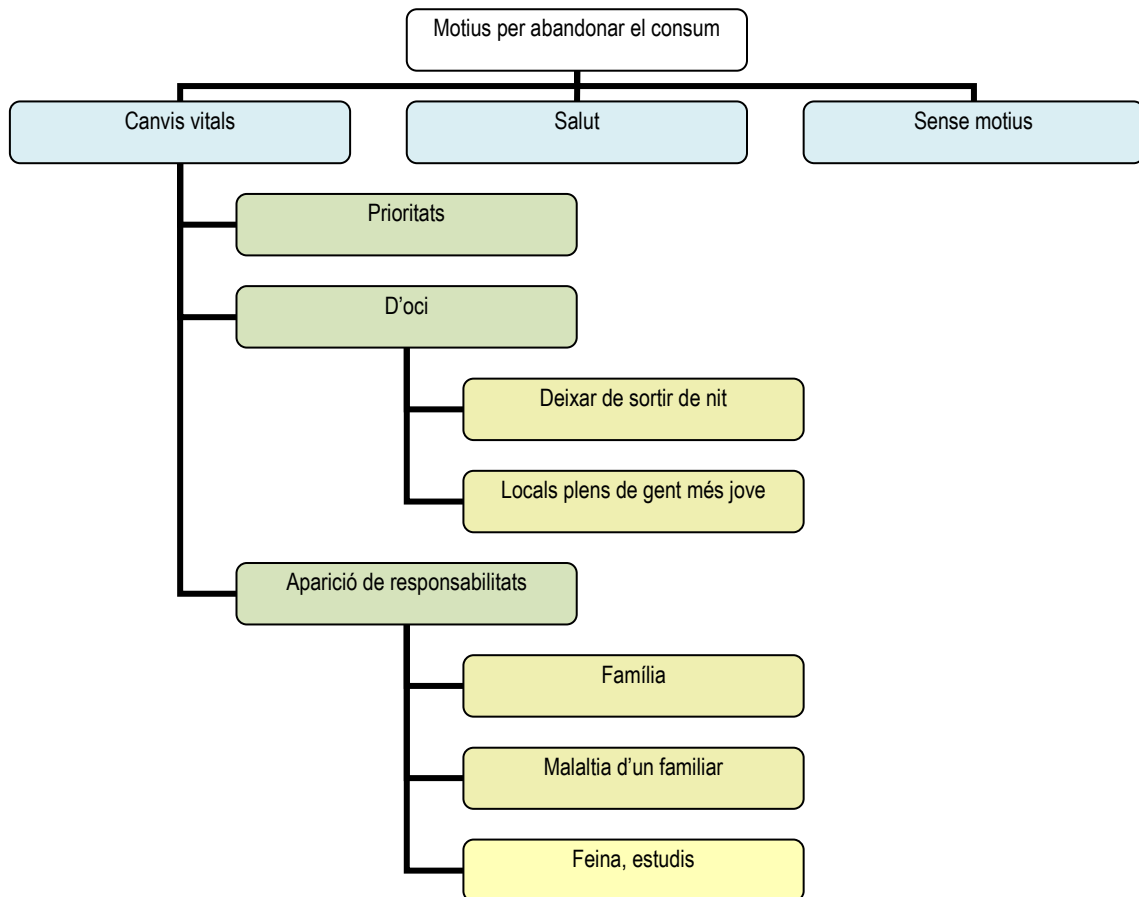 Motius per abandonar el consum
Canvis vitals
Salut
Sense motius
Prioritats
D’oci
Deixar de sortir de nit
Locals plens de gent més jove
Aparició de responsabilitats
Família
Malaltia d’un familiar
Feina, estudis